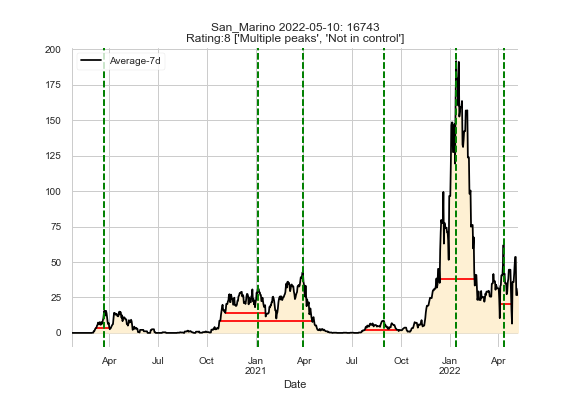 San_Marino 2022-05-10: 16743
Rating:8 ['Multiple peaks', 'Not in control']
Average-7d
200
175
150
125
100
75
50
25
0
Apr Jul Oct Jan Apr Jul Oct Jan Apr
2021 2022
Date